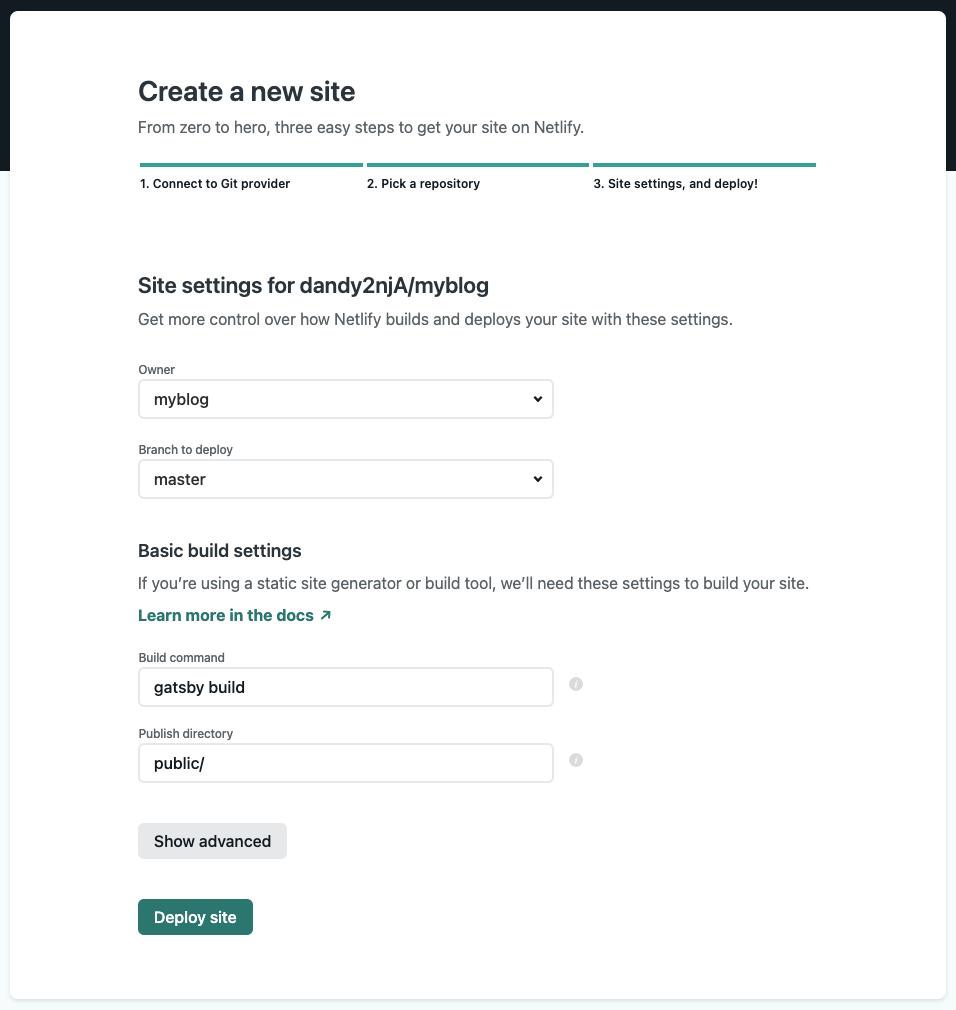 Create a new site
From zero to hero, three easy steps to get your site on Netlify.
1. Connect to Git provider
2. Pick a repository
3. Site settings, and deploy!
Site settings for dandy2njA/myblog
Get more control over how Netlify builds and deploys your site with these settings.
Owner
myblog
Branch to deploy
master
Basic build settings
If you’re using a static site generator or build tool, we’ll need these settings to build your site.
Learn more in the docs ↗
Build command
gatsby build
i
Publish directory
public/
i
Show advanced
Deploy site